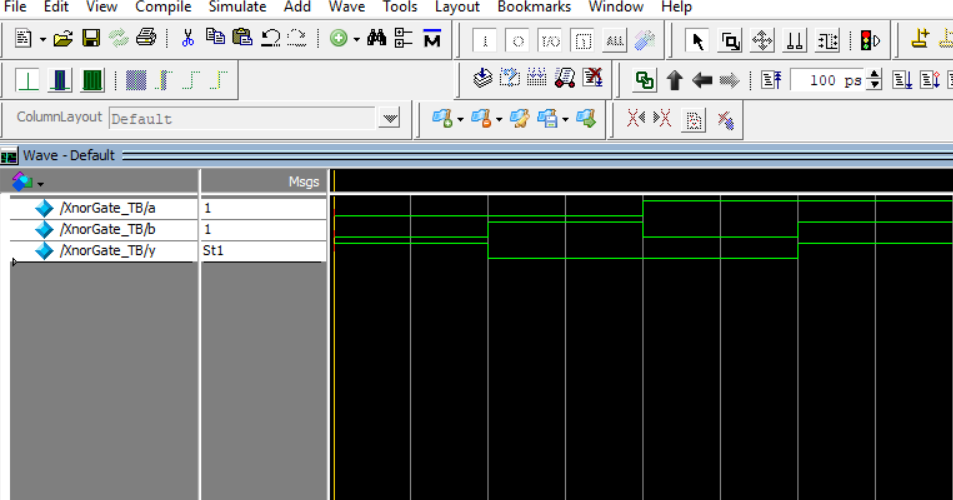 File Edit View Compile Simulate Add Wave Tools Layout Bookmarks Window Help
I/O ALL
100 ps
ColumnLayout Default
Wave - Default
Msgs
/XnorGate_TB/a 1
/XnorGate_TB/b 1
/XnorGate_TB/y St1